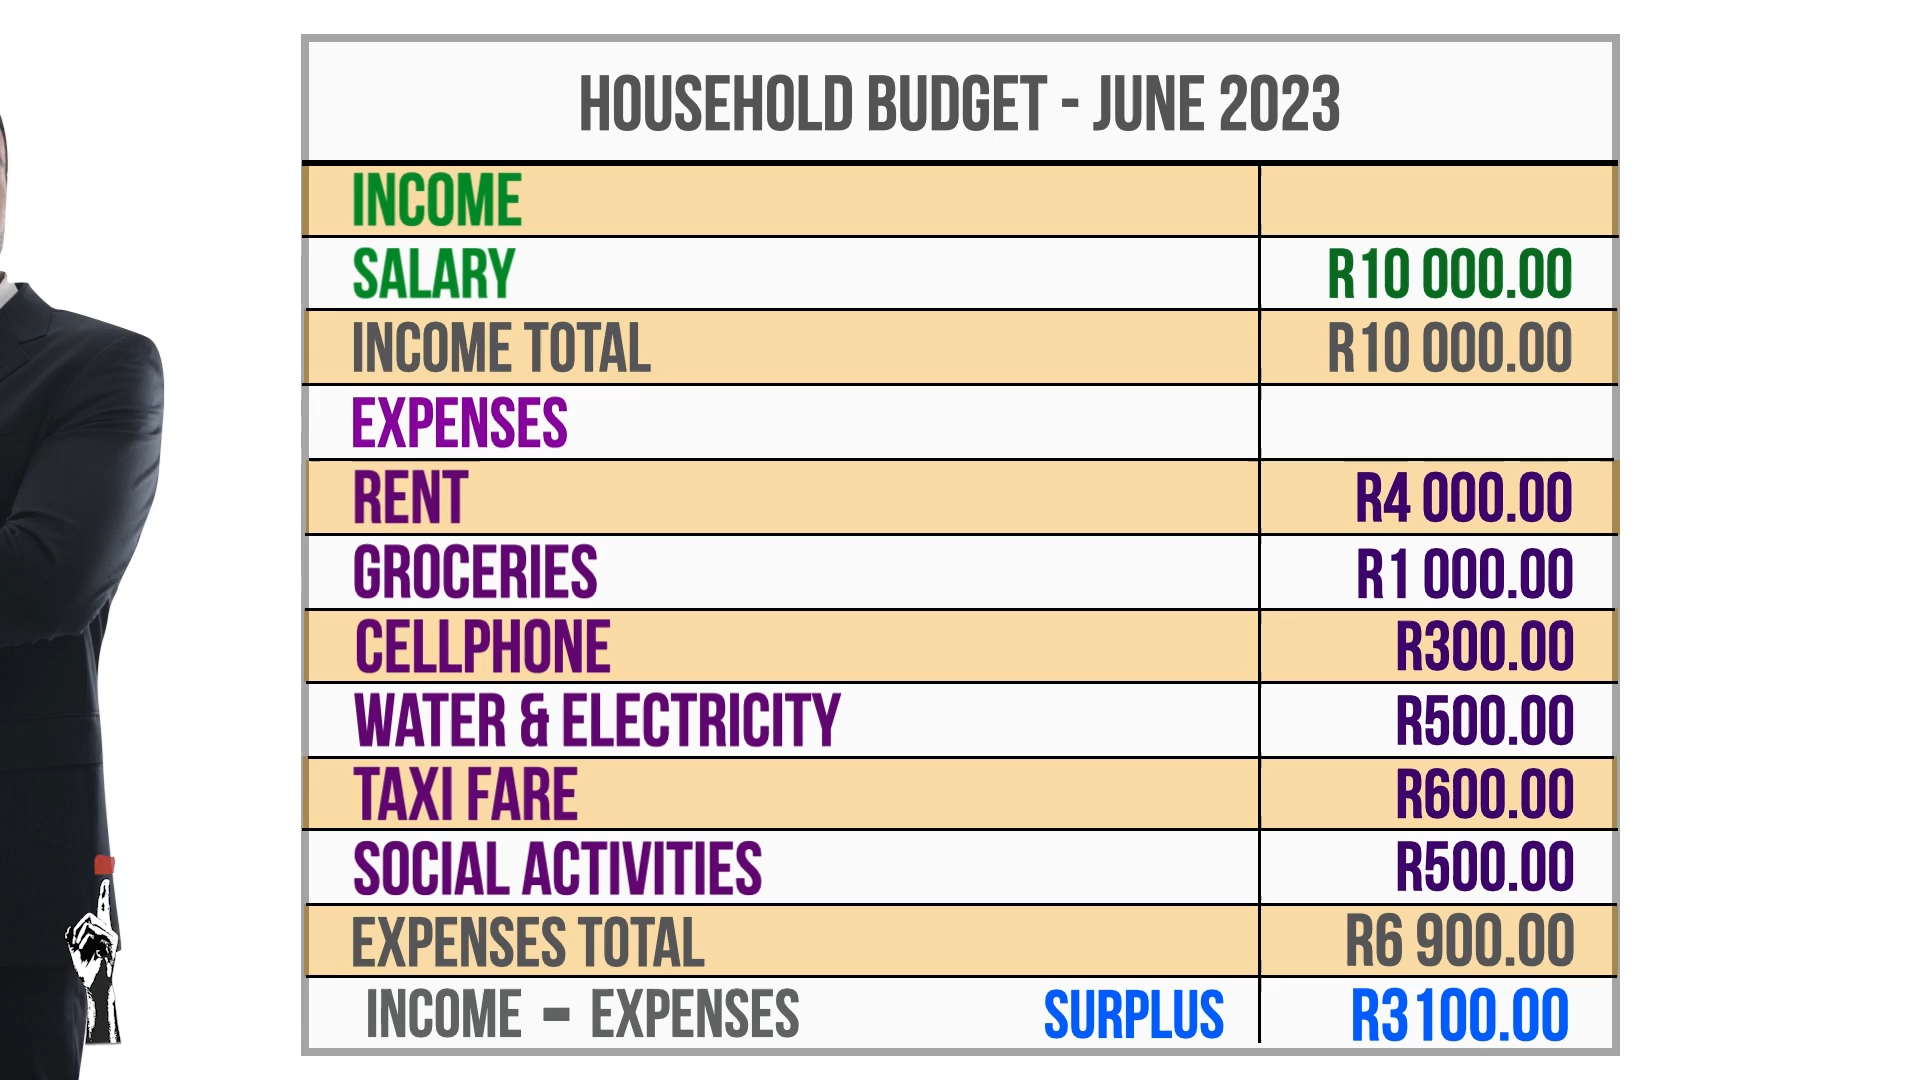 HOUSEHOLD BUDGET - JUNE 2023
INCOME
SALARY R10 000.00
INCOME TOTAL R10 000.00
EXPENSES
RENT R4 000.00
GROCERIES R1 000.00
CELLPHONE R300.00
WATER & ELECTRICITY R500.00
TAXI FARE R600.00
SOCIAL ACTIVITIES R500.00
EXPENSES TOTAL R6 900.00
INCOME - EXPENSES SURPLUS R3100.00